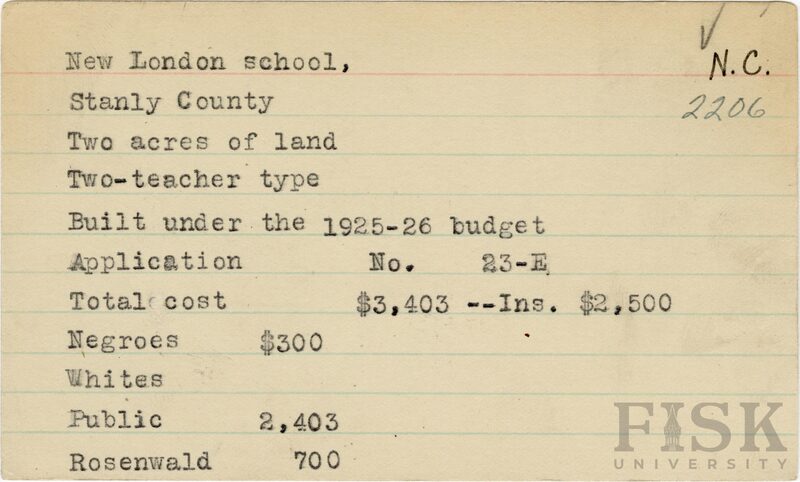 New London school,
N.C.
Stanly County
2206
Two acres of land
Two-teacher type
Built under the 1925-26 budget
Application No. 23-E
Total cost $3,403 --Ins. $2,500
Negroes $300
Whites
Public 2,403
Rosenwald 700
FISK
UNIVERSITY